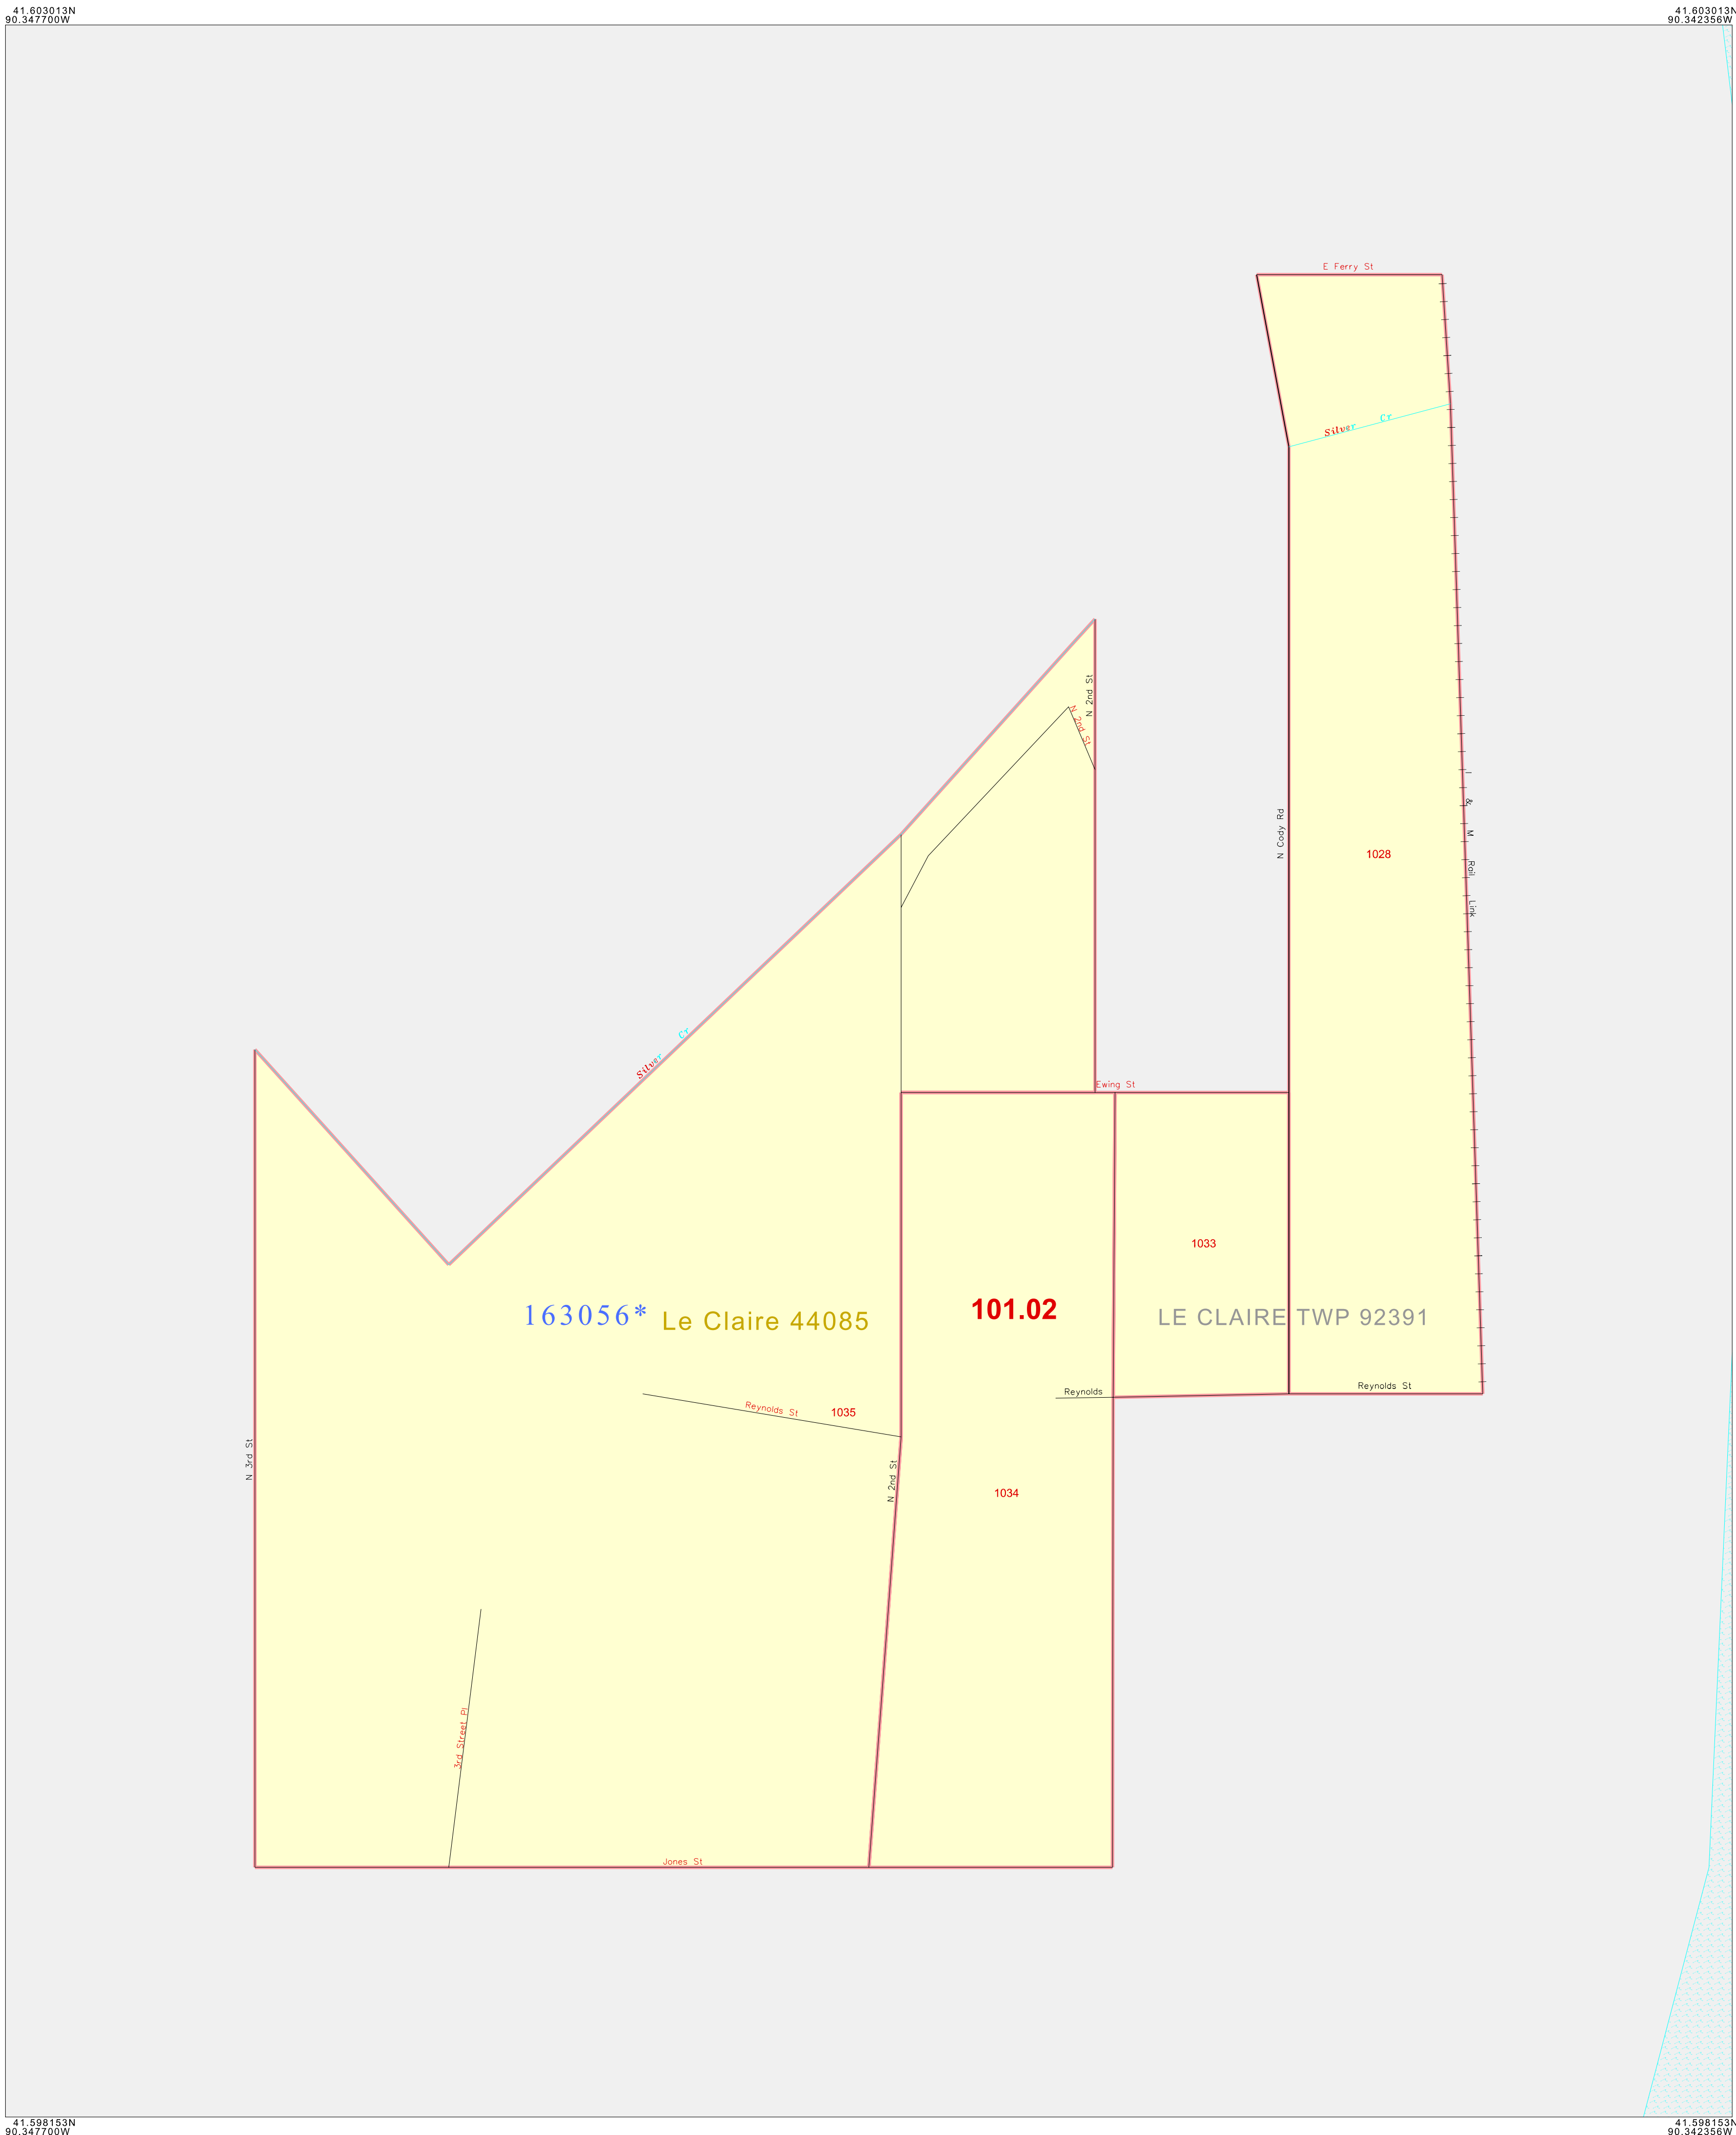 41.603013N
90.347700W
41.603013N
90.342356W
E Ferry St
Silver Cr
N 2nd St
N 2nd St
I & M Rail Link
N Cody Rd
1028
Silver Cr
Ewing St
1033
163056*
Le Claire 44085
101.02
LE CLAIRE TWP 92391
Reynolds
Reynolds St
Reynolds St
1035
N 3rd St
N 2nd St
1034
3rd Street Pl
Jones St
41.598153N
90.347700W
41.598153N
90.342356W